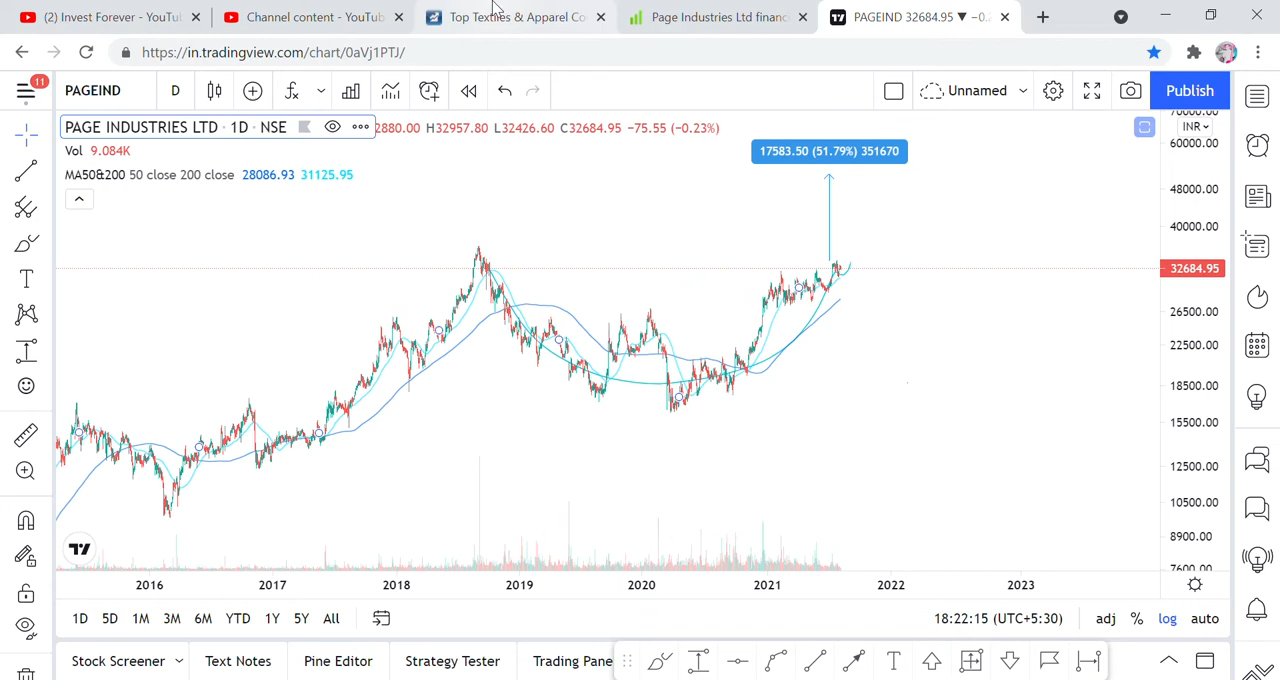 (2) Invest Forever - YouTu
Channel content - YouTub
Top Textiles & Apparel Co
Page Industries Ltd financ
PAGEIND 32684.95 ▼ −0.
https://in.tradingview.com/chart/0aVj1PTJ/
11
PAGEIND
D
Unnamed
Publish
PAGE INDUSTRIES LTD · 1D · NSE
2880.00 H32957.80 L32426.60 C32684.95 −75.55 (−0.23%)
Vol 9.084K
MA50&200 50 close 200 close 28086.93 31125.95
17583.50 (51.79%) 351670
70000.00
INR
60000.00
48000.00
40000.00
32684.95
26500.00
22500.00
18500.00
15500.00
12500.00
10500.00
8900.00
7600.00
2016 2017 2018 2019 2020 2021 2022 2023
1D 5D 1M 3M 6M YTD 1Y 5Y All
18:22:15 (UTC+5:30)
adj % log auto
Stock Screener
Text Notes
Pine Editor
Strategy Tester
Trading Pane